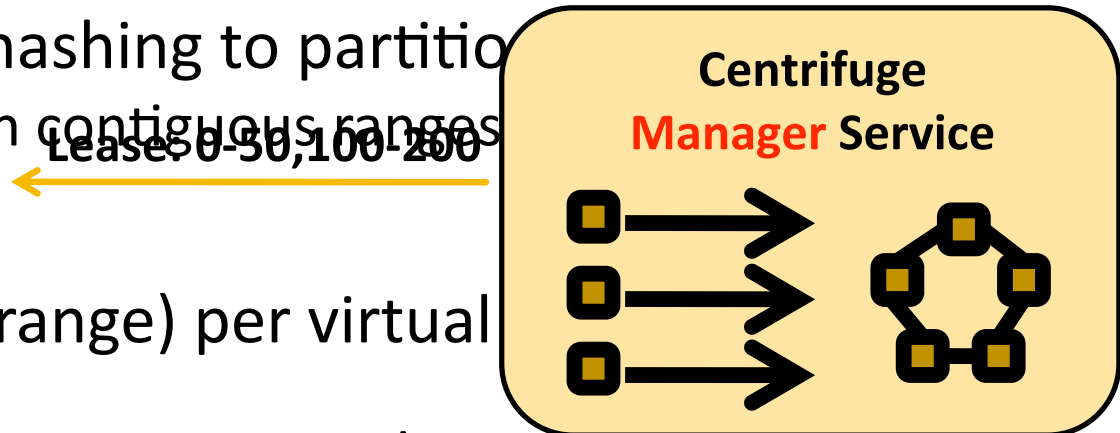 hashing to partitio
n contiguous ranges
Lease: 0-50,100-200
range) per virtual
Centrifuge
Manager Service